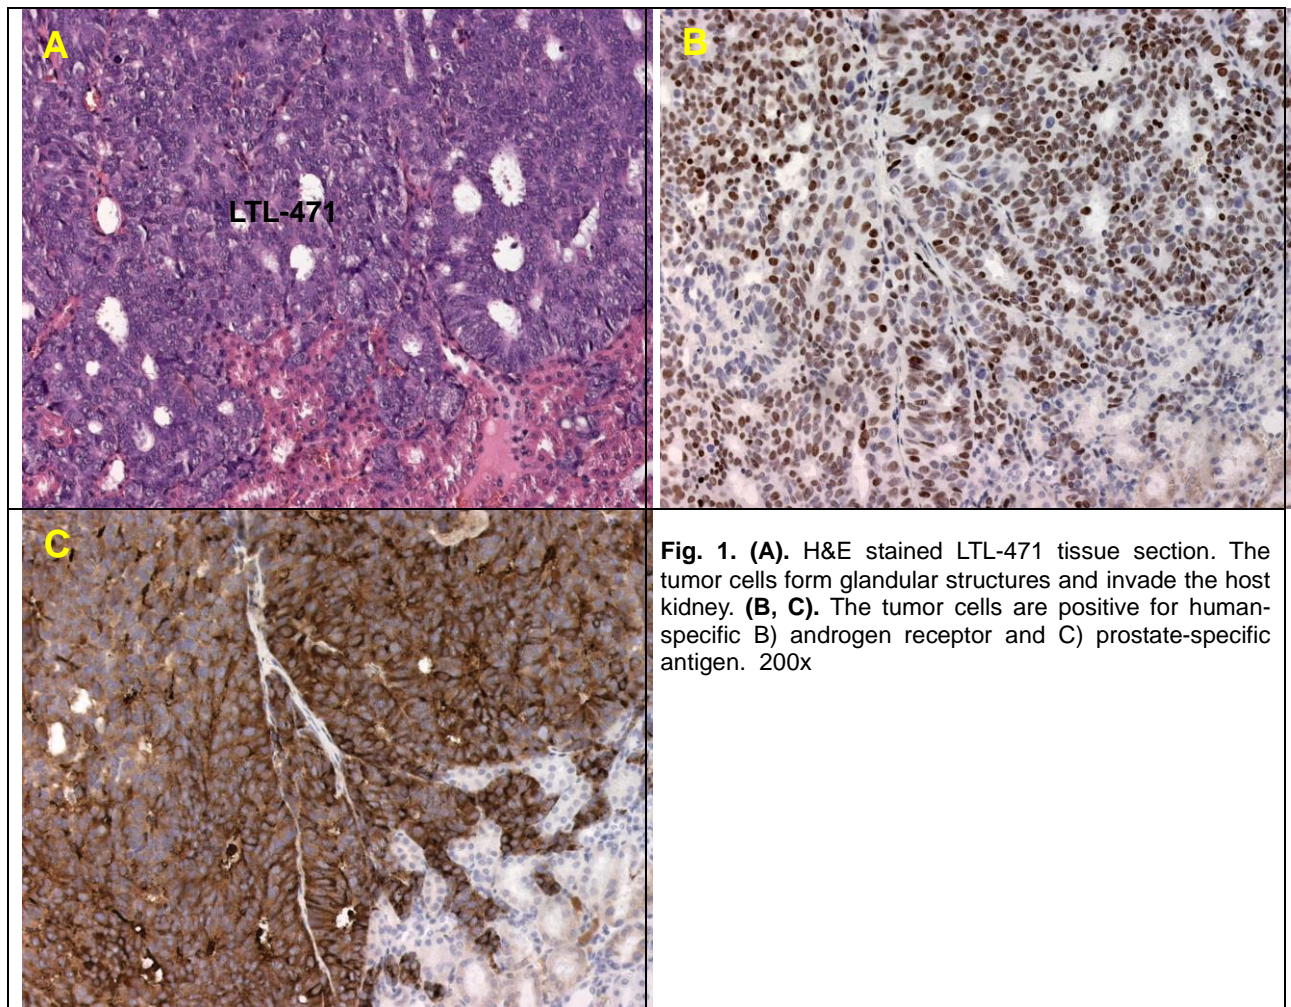 A
B
LTL-471
C
Fig. 1. (A). H&E stained LTL-471 tissue section. The
tumor cells form glandular structures and invade the host
kidney. (B, C). The tumor cells are positive for human-
specific B) androgen receptor and C) prostate-specific
antigen. 200x